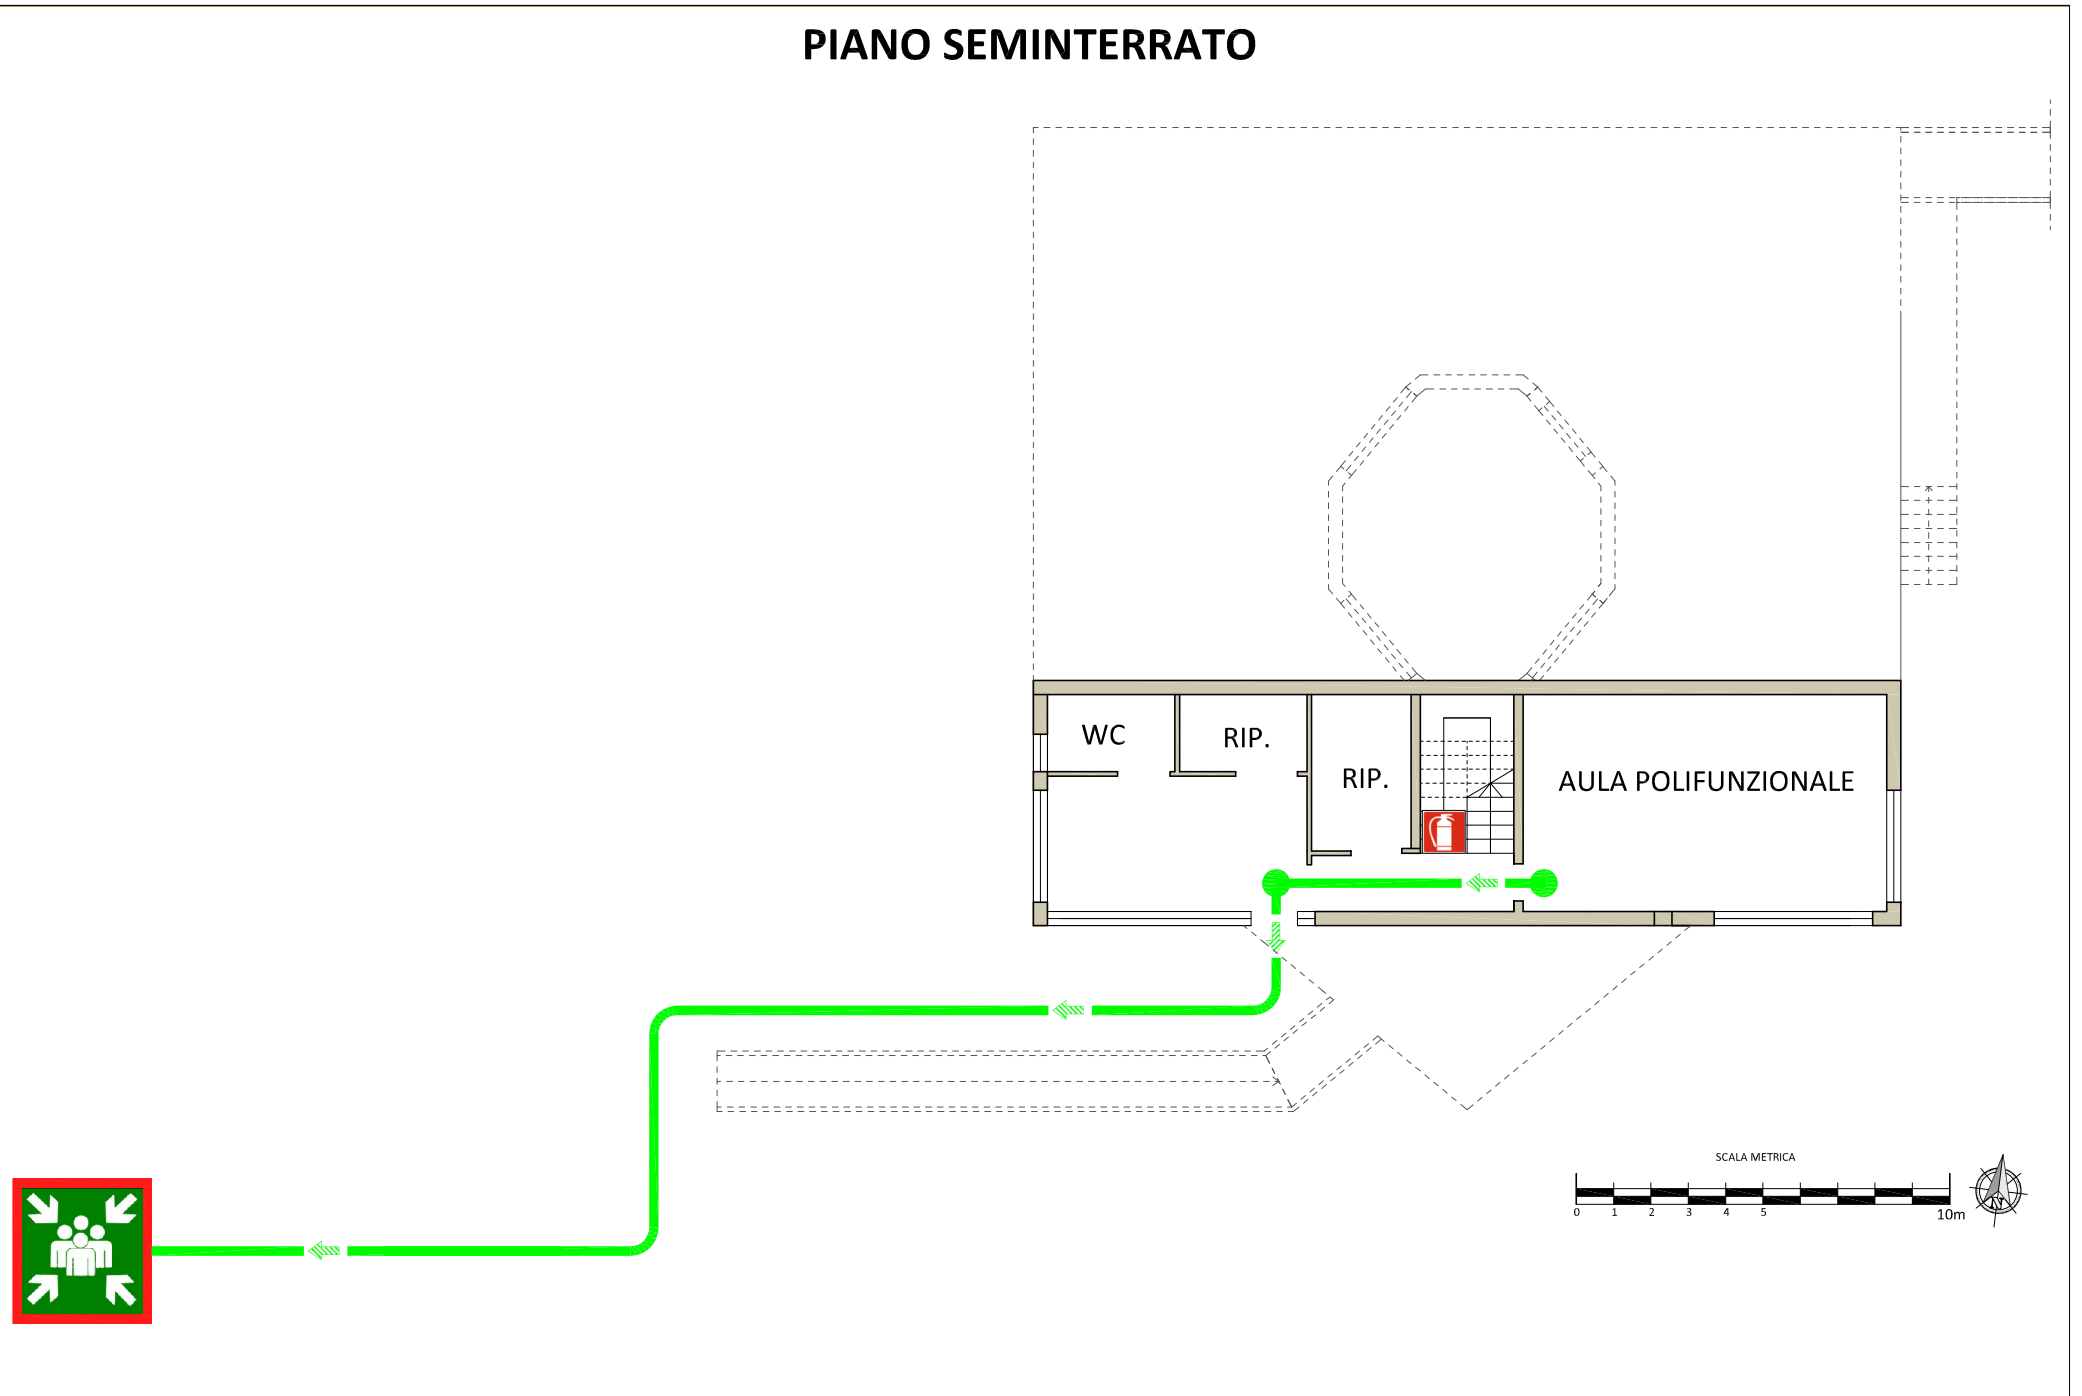 PIANO SEMINTERRATO
WC
RIP.
RIP.
AULA POLIFUNZIONALE
SCALA METRICA
0 1 2 3 4 5 10m
N